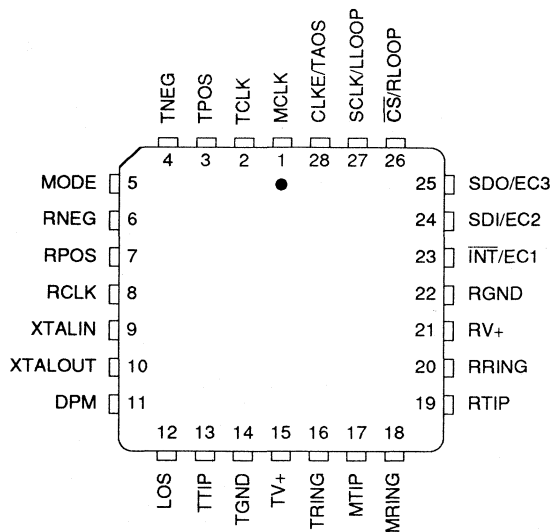 TNEG
TPOS
TCLK
MCLK
CLKE/TAOS
SCLK/LLOOP
C̅S̅/RLOOP
4 3 2 1 28 27 26
MODE 5 25 SDO/EC3
RNEG 6 24 SDI/EC2
RPOS 7 23 I̅N̅T̅/EC1
RCLK 8 22 RGND
XTALIN 9 21 RV+
XTALOUT 10 20 RRING
DPM 11 19 RTIP
12 13 14 15 16 17 18
LOS
TTIP
TGND
TV+
TRING
MTIP
MRING